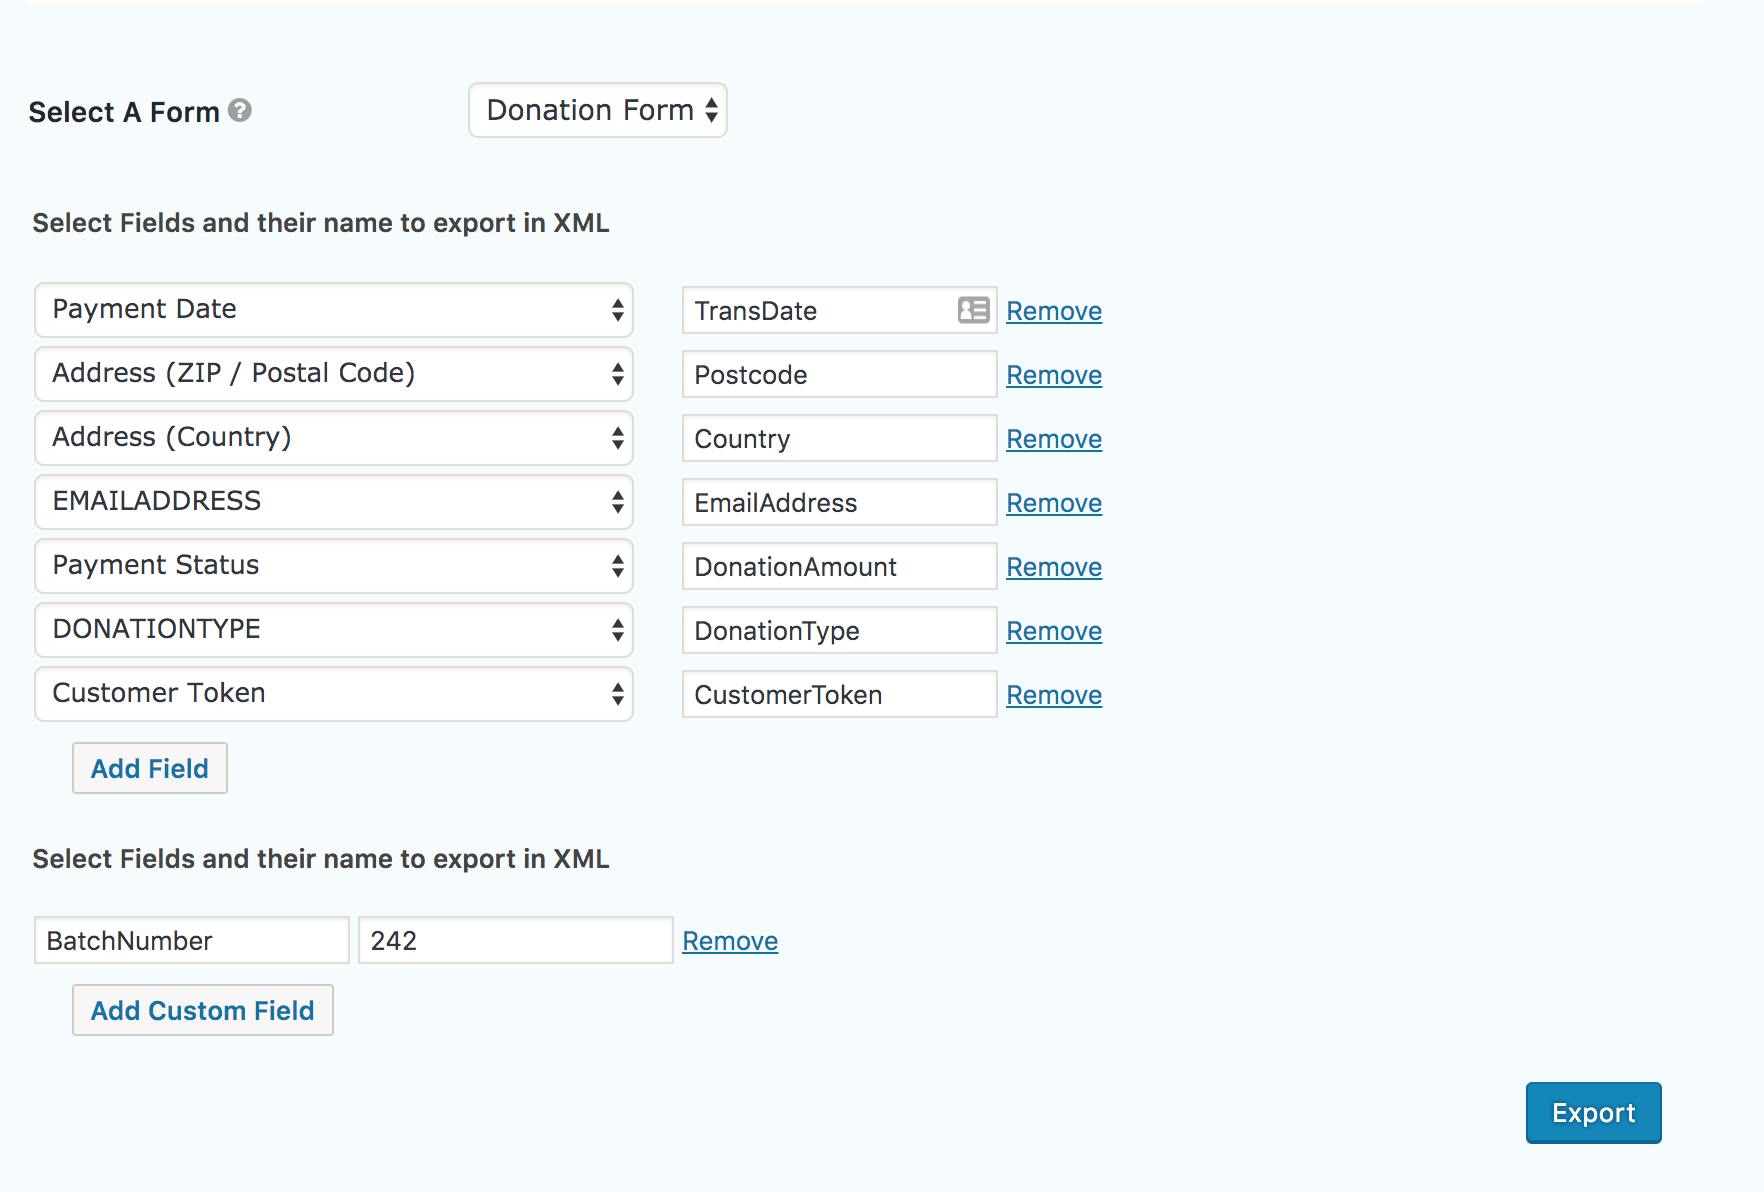 Select A Form ? Donation Form
Select Fields and their name to export in XML
Payment Date TransDate Remove
Address (ZIP / Postal Code) Postcode Remove
Address (Country) Country Remove
EMAILADDRESS EmailAddress Remove
Payment Status DonationAmount Remove
DONATIONTYPE DonationType Remove
Customer Token CustomerToken Remove
Add Field
Select Fields and their name to export in XML
BatchNumber 242 Remove
Add Custom Field
Export